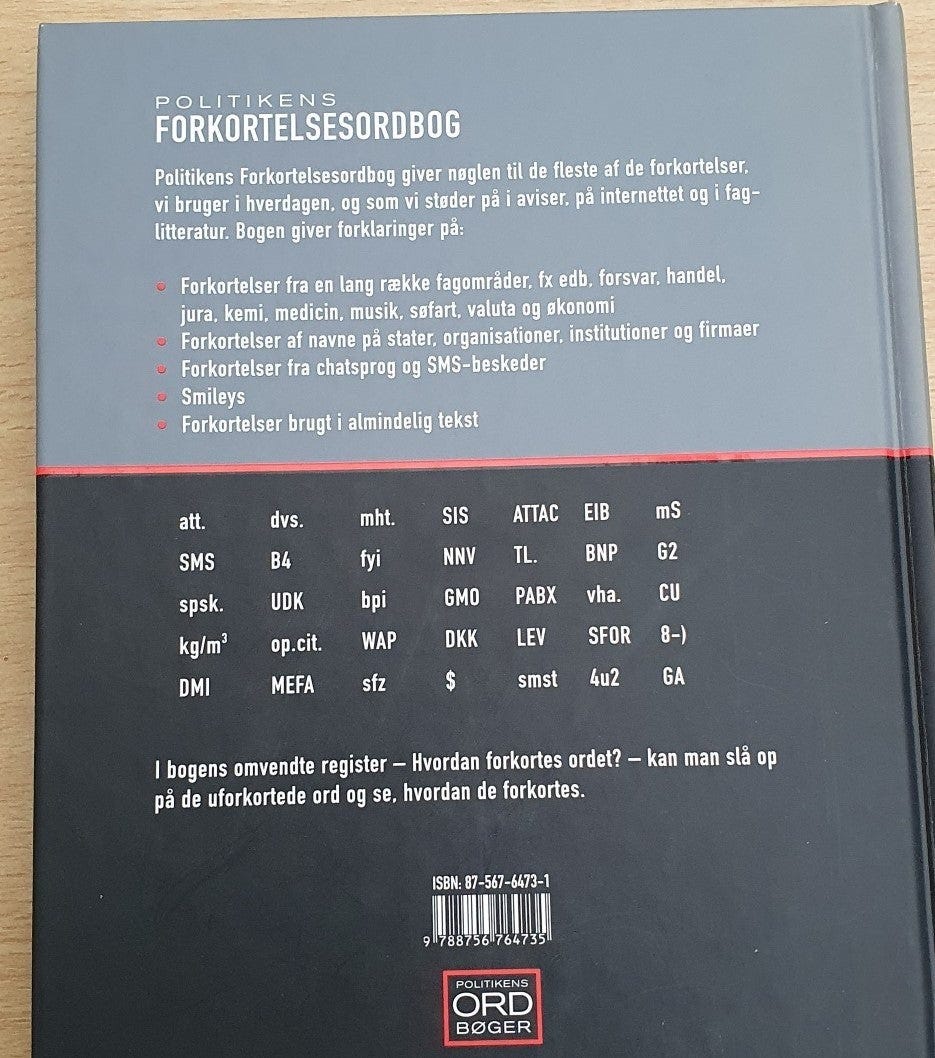 POLITIKENS
FORKORTELSESORDBOG
Politikens Forkortelsesordbog giver nøglen til de fleste af de forkortelser,
vi bruger i hverdagen, og som vi støder på i aviser, på internettet og i fag-
litteratur. Bogen giver forklaringer på:
• Forkortelser fra en lang række fagområder, fx edb, forsvar, handel,
jura, kemi, medicin, musik, søfart, valuta og økonomi
• Forkortelser af navne på stater, organisationer, institutioner og firmaer
• Forkortelser fra chatsprog og SMS-beskeder
• Smileys
• Forkortelser brugt i almindelig tekst
att. dvs. mht. SIS ATTAC EIB mS
SMS B4 fyi NNV TL. BNP G2
spsk. UDK bpi GMO PABX vha. CU
kg/m³ op.cit. WAP DKK LEV SFOR 8-)
DMI MEFA sfz $ smst 4u2 GA
I bogens omvendte register – Hvordan forkortes ordet? – kan man slå op
på de uforkortede ord og se, hvordan de forkortes.
ISBN: 87-567-6473-1
9 788756 764735
POLITIKENS
ORD
BØGER